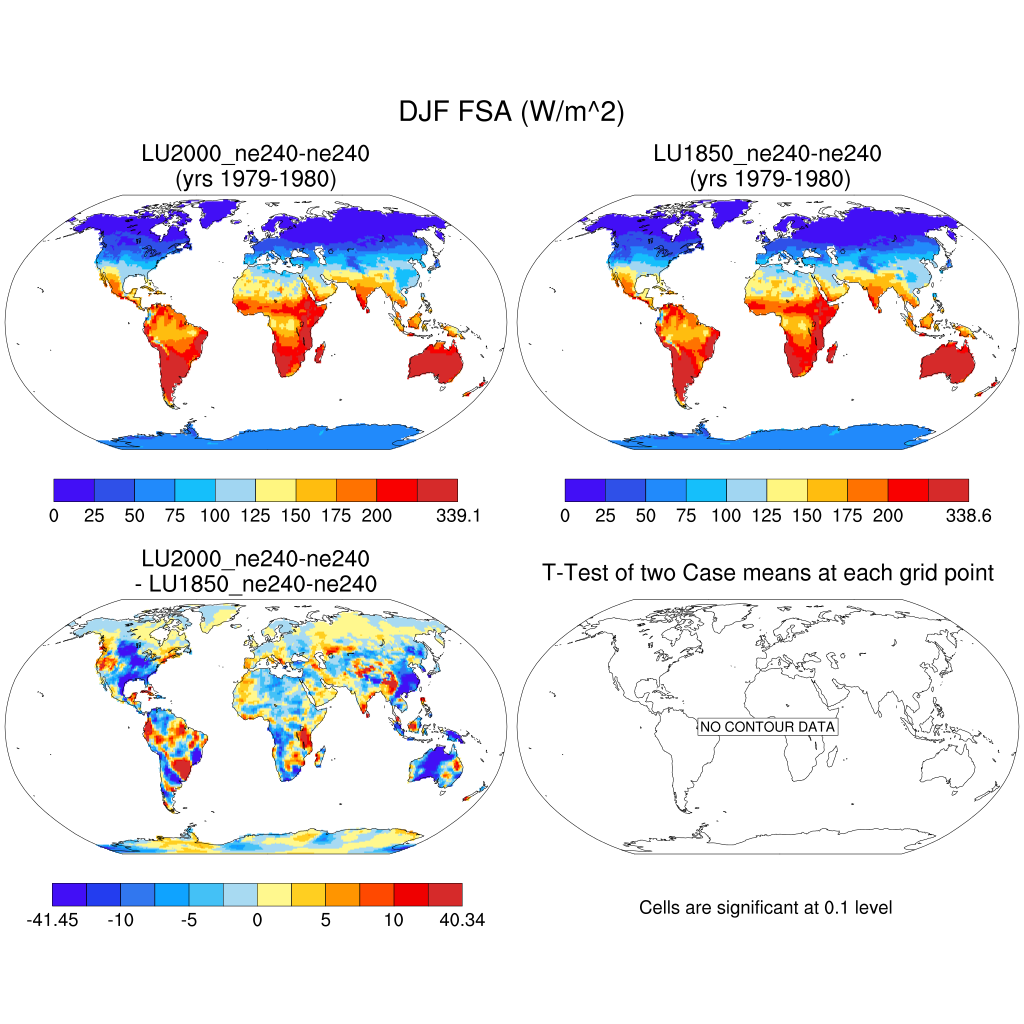 DJF FSA (W/m^2)
LU2000_ne240-ne240
(yrs 1979-1980)
LU1850_ne240-ne240
(yrs 1979-1980)
0 25 50 75 100 125 150 175 200 339.1
0 25 50 75 100 125 150 175 200 338.6
LU2000_ne240-ne240
- LU1850_ne240-ne240
T-Test of two Case means at each grid point
NO CONTOUR DATA
-41.45 -10 -5 0 5 10 40.34
Cells are significant at 0.1 level